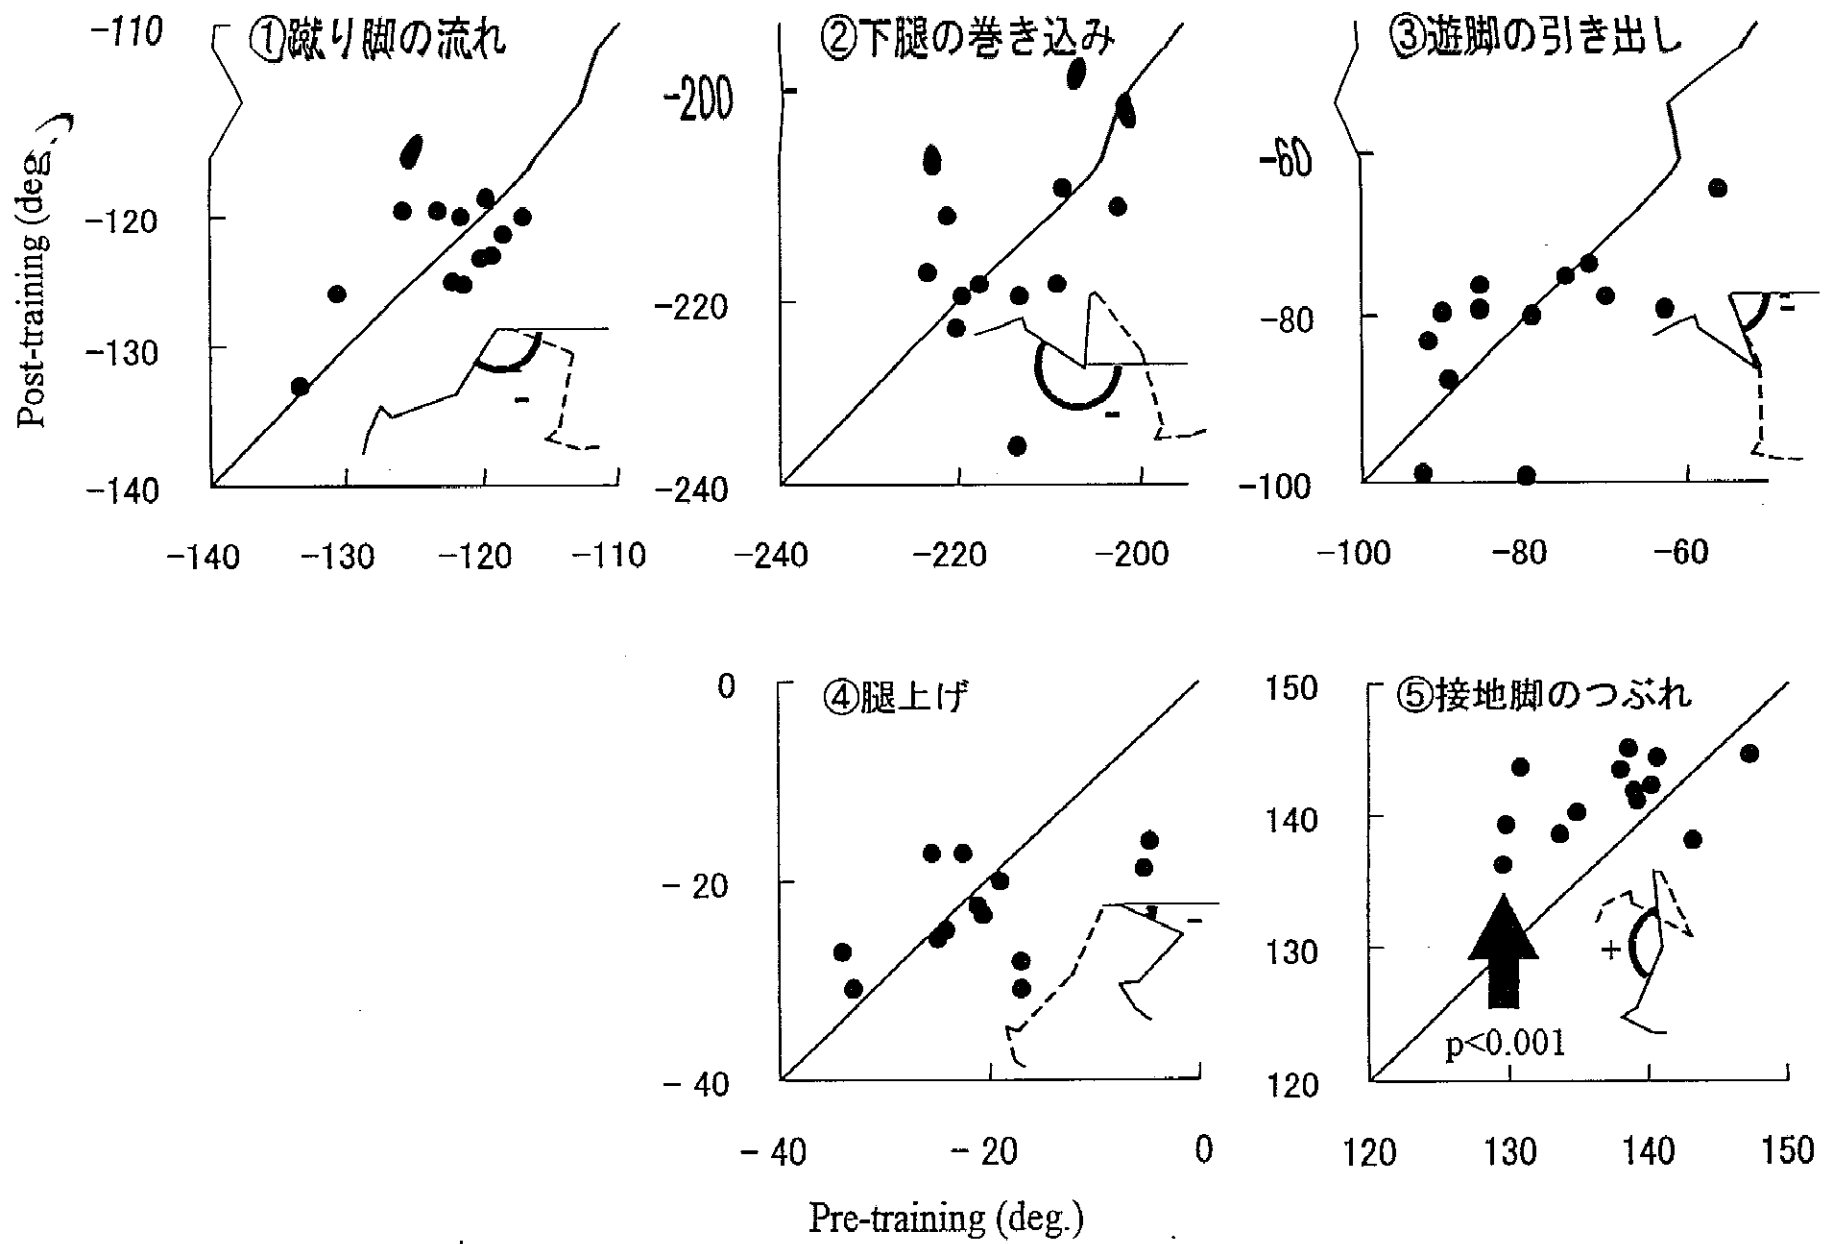 ①蹴り脚の流れ
②下腿の巻き込み
③遊脚の引き出し
-110
-120
-130
-140
-200
-220
-240
-60
-80
-100
-
-
-
-140 -130 -120 -110
-240 -220 -200
-100 -80 -60
Post-training (deg.)
④腿上げ
⑤接地脚のつぶれ
0
-20
-40
150
140
130
120
-
+
p<0.001
-40 -20 0
120 130 140 150
Pre-training (deg.)